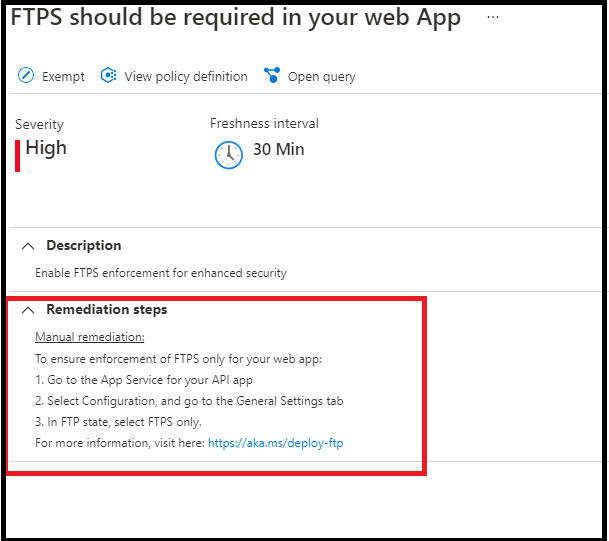 FTPS should be required in your web App ...
Exempt View policy definition Open query
Severity Freshness interval
High 30 Min
Description
Enable FTPS enforcement for enhanced security
Remediation steps
Manual remediation:
To ensure enforcement of FTPS only for your web app:
1. Go to the App Service for your API app
2. Select Configuration, and go to the General Settings tab
3. In FTP state, select FTPS only.
For more information, visit here: https://aka.ms/deploy-ftp